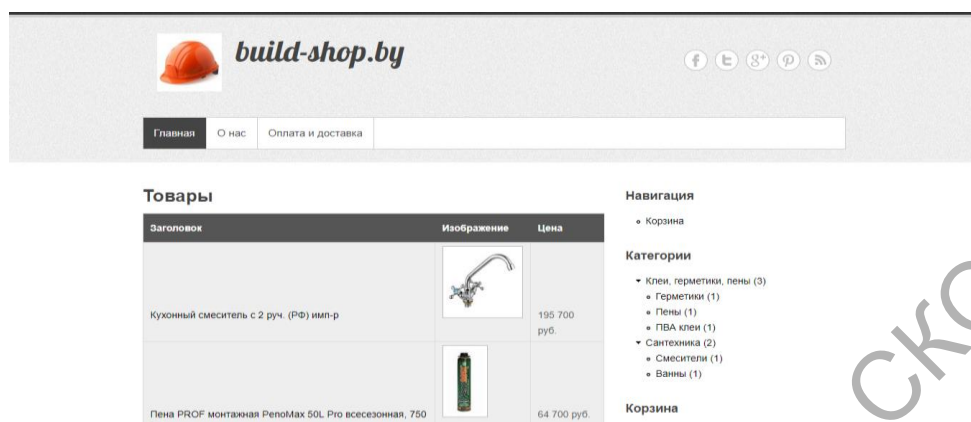 build-shop.by
Главная О нас Оплата и доставка
Товары
Заголовок Изображение Цена
Кухонный смеситель с 2 руч. (РФ) имп-р
195 700
руб.
Пена PROF монтажная PenoMax 50L Pro всесезонная, 750
64 700 руб.
Навигация
Корзина
Категории
Клеи, герметики, пены (3)
Герметики (1)
Пены (1)
ПВА клеи (1)
Сантехника (2)
Смесители (1)
Ванны (1)
Корзина